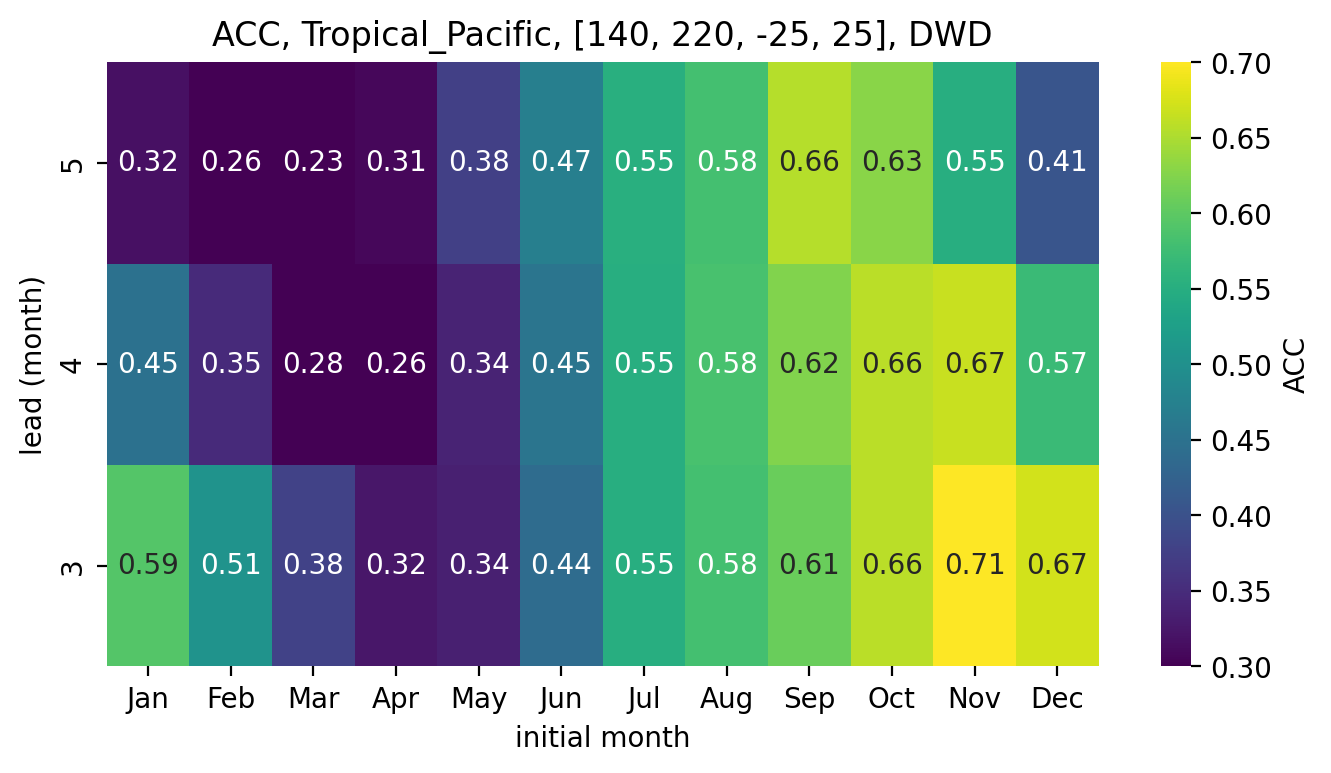 ACC, Tropical_Pacific, [140, 220, -25, 25], DWD
lead (month)
5
0.32 0.26 0.23 0.31 0.38 0.47 0.55 0.58 0.66 0.63 0.55 0.41
4
0.45 0.35 0.28 0.26 0.34 0.45 0.55 0.58 0.62 0.66 0.67 0.57
3
0.59 0.51 0.38 0.32 0.34 0.44 0.55 0.58 0.61 0.66 0.71 0.67
Jan Feb Mar Apr May Jun Jul Aug Sep Oct Nov Dec
initial month
0.70
0.65
0.60
0.55
0.50
0.45
0.40
0.35
0.30
ACC